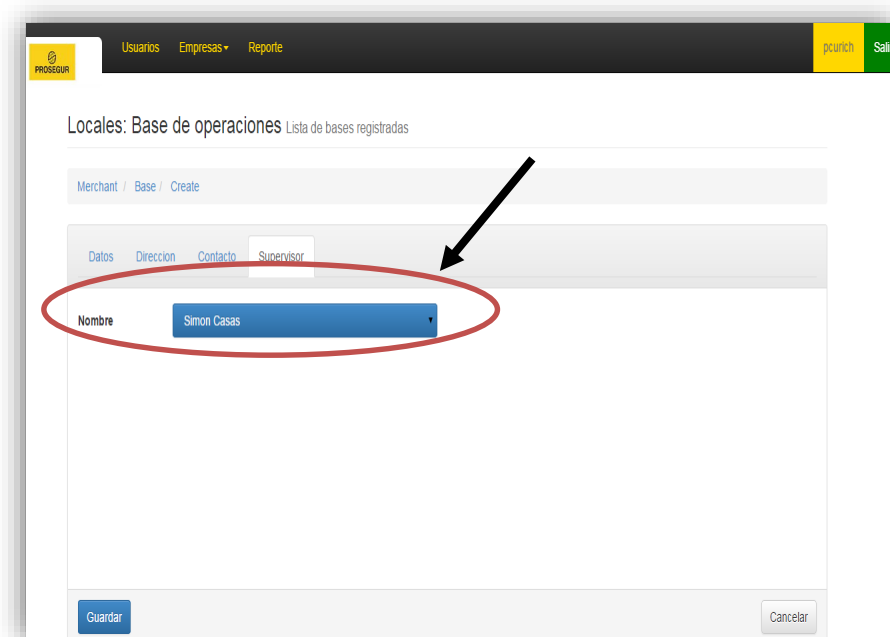 PROSEGUR
Usuarios Empresas Reporte pcurich Sali
Locales: Base de operaciones Lista de bases registradas
Merchant / Base / Create
Datos Direccion Contacto Supervisor
Nombre Simon Casas
Guardar Cancelar